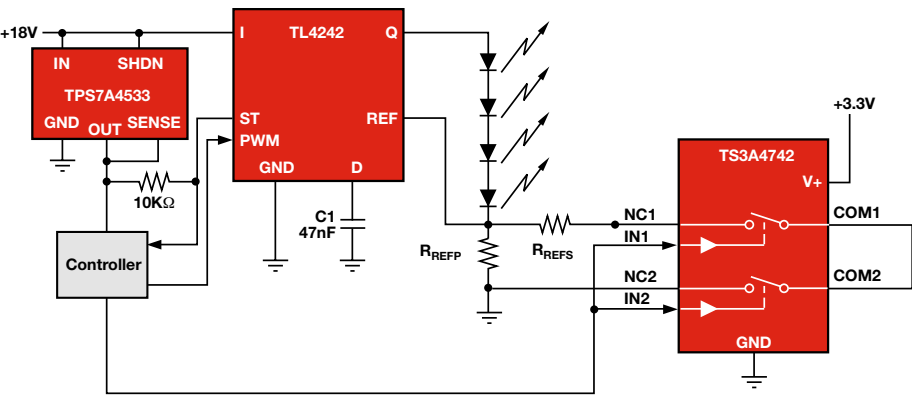 +18V
I
TL4242
Q
IN
SHDN
TPS7A4533
GND
OUT
SENSE
ST
REF
PWM
GND
D
10KΩ
C1
47nF
Controller
+3.3V
TS3A4742
V+
NC1
COM1
IN1
R_REFP
R_REFS
NC2
COM2
IN2
GND